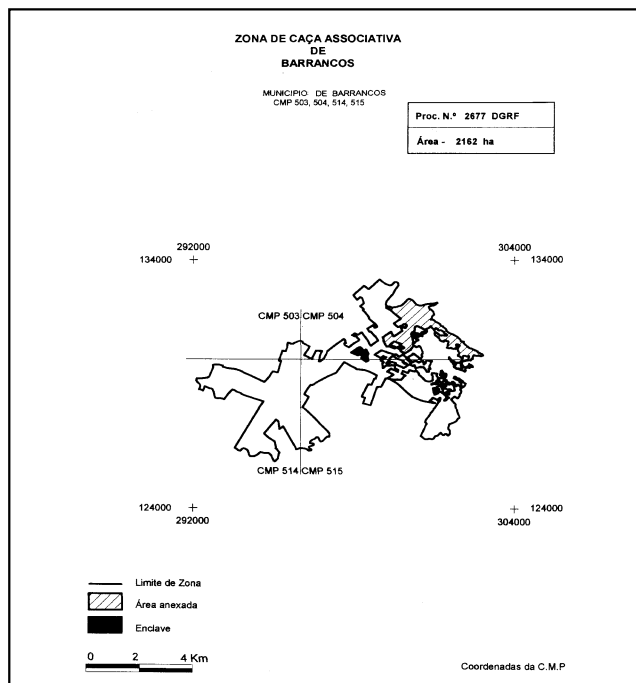 ZONA DE CAÇA ASSOCIATIVA
DE
BARRANCOS
MUNICIPIO DE BARRANCOS
CMP 503, 504, 514, 515
Proc. N.º 2677 DGRF
Área - 2162 ha
292000
304000
134000
134000
CMP 503
CMP 504
CMP 514
CMP 515
124000
124000
292000
304000
Limite de Zona
Área anexada
Enclave
0 2 4 Km
Coordenadas da C.M.P